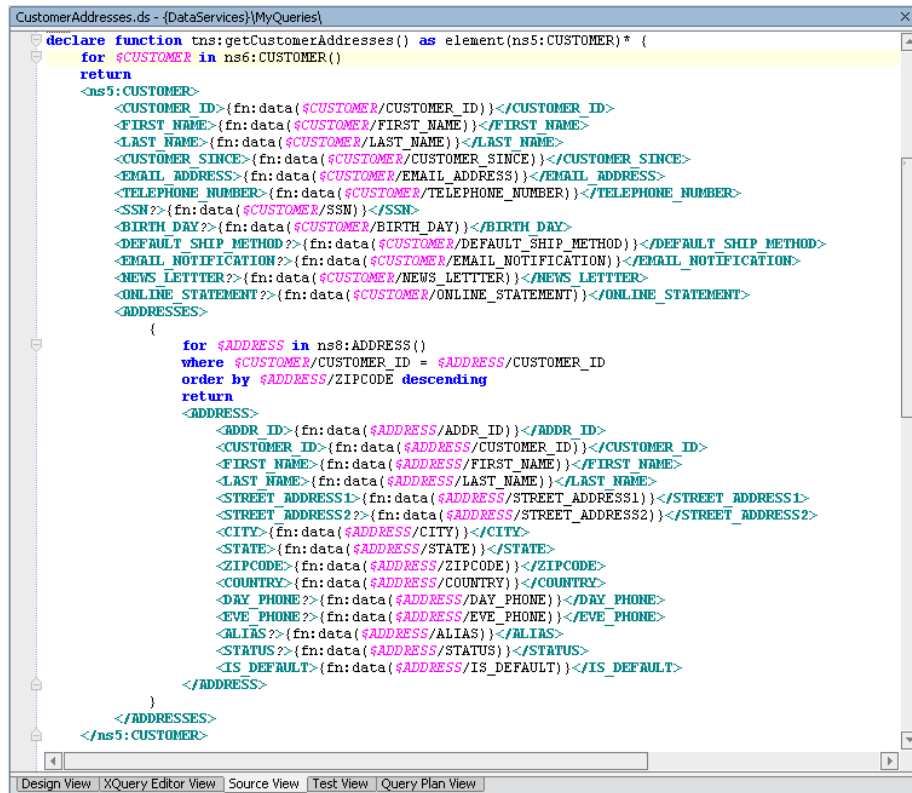 CustomerAddresses.ds - {DataServices}\MyQueries\
declare function tns:getCustomerAddresses() as element(ns5:CUSTOMER)* {
for $CUSTOMER in ns6:CUSTOMER()
return
<ns5:CUSTOMER>
<CUSTOMER_ID>{fn:data($CUSTOMER/CUSTOMER_ID)}</CUSTOMER_ID>
<FIRST_NAME>{fn:data($CUSTOMER/FIRST_NAME)}</FIRST_NAME>
<LAST_NAME>{fn:data($CUSTOMER/LAST_NAME)}</LAST_NAME>
<CUSTOMER_SINCE>{fn:data($CUSTOMER/CUSTOMER_SINCE)}</CUSTOMER_SINCE>
<EMAIL_ADDRESS>{fn:data($CUSTOMER/EMAIL_ADDRESS)}</EMAIL_ADDRESS>
<TELEPHONE_NUMBER>{fn:data($CUSTOMER/TELEPHONE_NUMBER)}</TELEPHONE_NUMBER>
<SSN?>{fn:data($CUSTOMER/SSN)}</SSN>
<BIRTH_DAY?>{fn:data($CUSTOMER/BIRTH_DAY)}</BIRTH_DAY>
<DEFAULT_SHIP_METHOD?>{fn:data($CUSTOMER/DEFAULT_SHIP_METHOD)}</DEFAULT_SHIP_METHOD>
<EMAIL_NOTIFICATION?>{fn:data($CUSTOMER/EMAIL_NOTIFICATION)}</EMAIL_NOTIFICATION>
<NEWS_LETTTER?>{fn:data($CUSTOMER/NEWS_LETTTER)}</NEWS_LETTTER>
<ONLINE_STATEMENT?>{fn:data($CUSTOMER/ONLINE_STATEMENT)}</ONLINE_STATEMENT>
<ADDRESSES>
{
for $ADDRESS in ns8:ADDRESS()
where $CUSTOMER/CUSTOMER_ID = $ADDRESS/CUSTOMER_ID
order by $ADDRESS/ZIPCODE descending
return
<ADDRESS>
<ADDR_ID>{fn:data($ADDRESS/ADDR_ID)}</ADDR_ID>
<CUSTOMER_ID>{fn:data($ADDRESS/CUSTOMER_ID)}</CUSTOMER_ID>
<FIRST_NAME>{fn:data($ADDRESS/FIRST_NAME)}</FIRST_NAME>
<LAST_NAME>{fn:data($ADDRESS/LAST_NAME)}</LAST_NAME>
<STREET_ADDRESS1>{fn:data($ADDRESS/STREET_ADDRESS1)}</STREET_ADDRESS1>
<STREET_ADDRESS2?>{fn:data($ADDRESS/STREET_ADDRESS2)}</STREET_ADDRESS2>
<CITY>{fn:data($ADDRESS/CITY)}</CITY>
<STATE>{fn:data($ADDRESS/STATE)}</STATE>
<ZIPCODE>{fn:data($ADDRESS/ZIPCODE)}</ZIPCODE>
<COUNTRY>{fn:data($ADDRESS/COUNTRY)}</COUNTRY>
<DAY_PHONE?>{fn:data($ADDRESS/DAY_PHONE)}</DAY_PHONE>
<EVE_PHONE?>{fn:data($ADDRESS/EVE_PHONE)}</EVE_PHONE>
<ALIAS?>{fn:data($ADDRESS/ALIAS)}</ALIAS>
<STATUS?>{fn:data($ADDRESS/STATUS)}</STATUS>
<IS_DEFAULT>{fn:data($ADDRESS/IS_DEFAULT)}</IS_DEFAULT>
</ADDRESS>
}
</ADDRESSES>
</ns5:CUSTOMER>
Design View XQuery Editor View Source View Test View Query Plan View